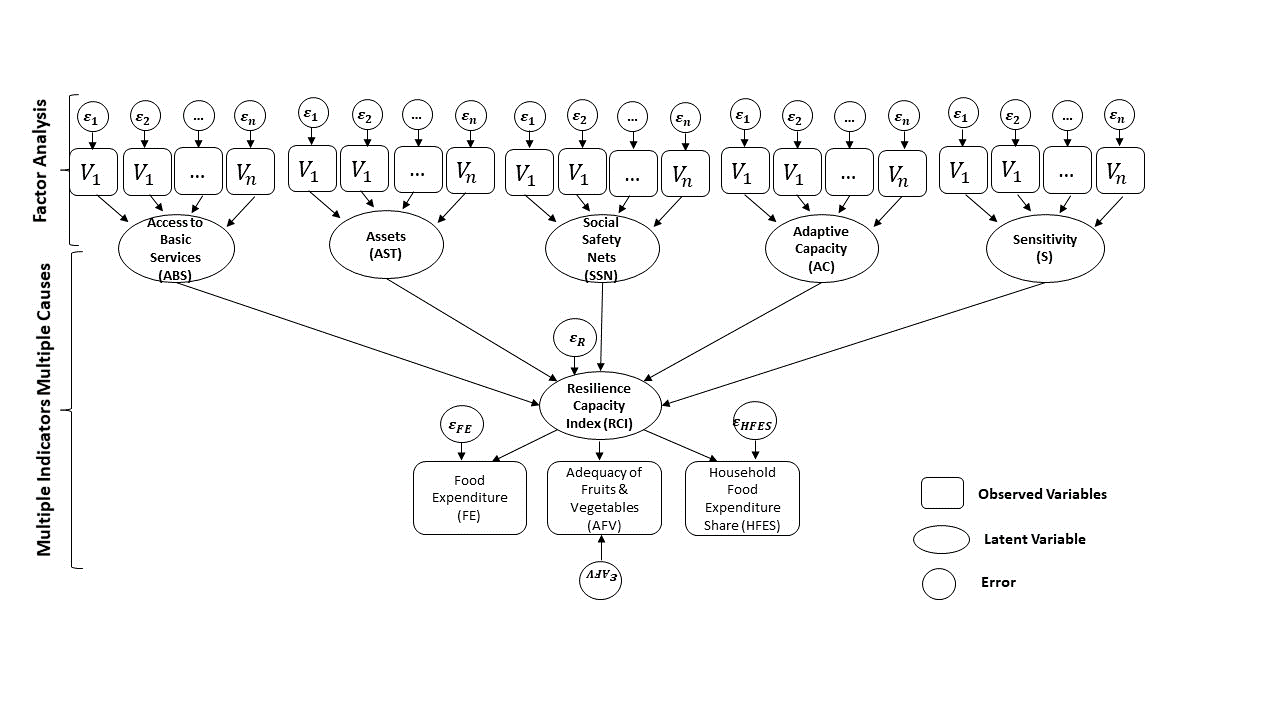 Factor Analysis
ε1 ε2 ... εn ε1 ε2 ... εn ε1 ε2 ... εn ε1 ε2 ... εn ε1 ε2 ... εn
V1 V1 ... Vn V1 V1 ... Vn V1 V1 ... Vn V1 V1 ... Vn V1 V1 ... Vn
Access to
Basic
Services
(ABS)
Assets
(AST)
Social
Safety
Nets
(SSN)
Adaptive
Capacity
(AC)
Sensitivity
(S)
Multiple Indicators Multiple Causes
εR
Resilience
Capacity
Index (RCI)
εFE
εHFES
Food
Expenditure
(FE)
Adequacy of
Fruits &
Vegetables
(AFV)
Household
Food
Expenditure
Share (HFES)
εAFV
Observed Variables
Latent Variable
Error